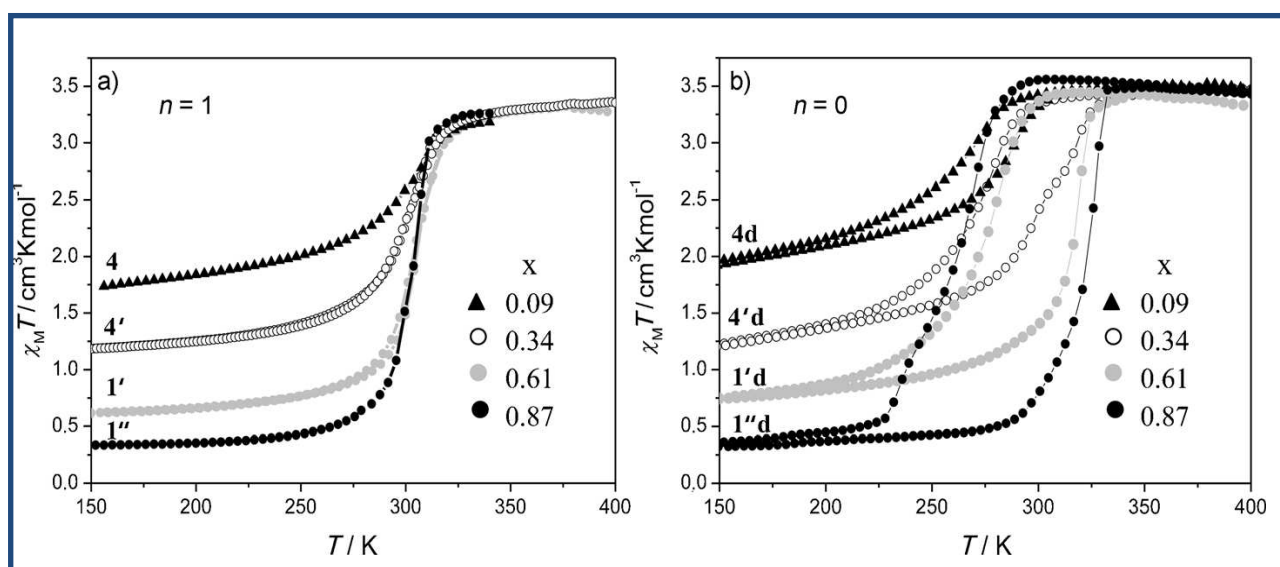 a)
n = 1
χMT / cm³Kmol⁻¹
3.5
3.0
2.5
2.0
1.5
1.0
0.5
0.0
4
4'
1'
1"
x
0.09
0.34
0.61
0.87
150 200 250 300 350 400
T / K
b)
n = 0
χMT / cm³Kmol⁻¹
3.5
3.0
2.5
2.0
1.5
1.0
0.5
0.0
4d
4'd
1'd
1"d
x
0.09
0.34
0.61
0.87
150 200 250 300 350 400
T / K